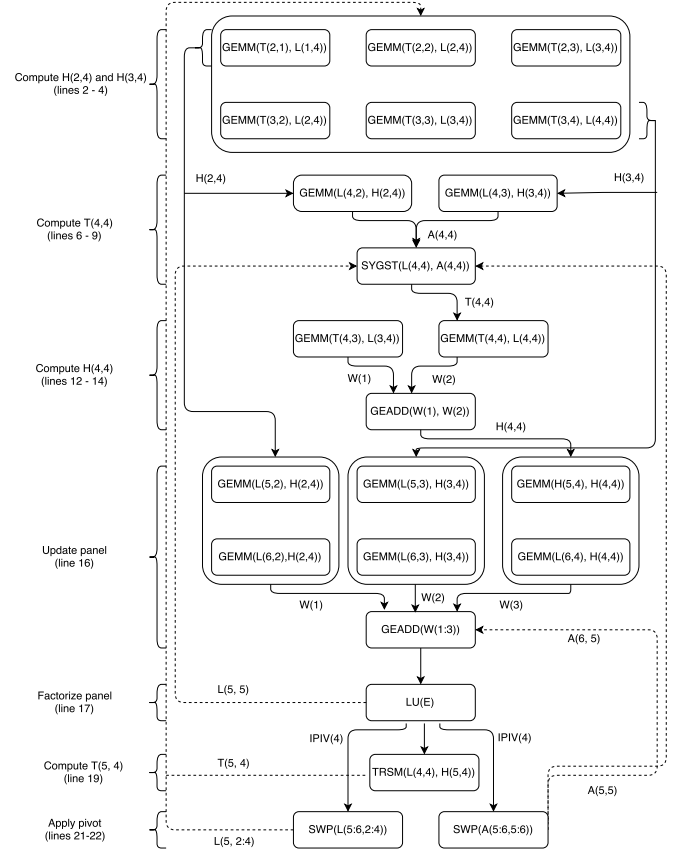 GEMM(T(2,1), L(1,4)) GEMM(T(2,2), L(2,4)) GEMM(T(2,3), L(3,4))
Compute H(2,4) and H(3,4)
(lines 2 - 4)
GEMM(T(3,2), L(2,4)) GEMM(T(3,3), L(3,4)) GEMM(T(3,4), L(4,4))
H(2,4) H(3,4)
GEMM(L(4,2), H(2,4)) GEMM(L(4,3), H(3,4))
Compute T(4,4)
(lines 6 - 9)
A(4,4)
SYGST(L(4,4), A(4,4))
T(4,4)
GEMM(T(4,3), L(3,4)) GEMM(T(4,4), L(4,4))
Compute H(4,4)
(lines 12 - 14)
W(1) W(2)
GEADD(W(1), W(2))
H(4,4)
GEMM(L(5,2), H(2,4)) GEMM(L(5,3), H(3,4)) GEMM(H(5,4), H(4,4))
Update panel
(line 16)
GEMM(L(6,2),H(2,4)) GEMM(L(6,3), H(3,4)) GEMM(L(6,4), H(4,4))
W(1) W(2) W(3)
GEADD(W(1:3))
A(6, 5)
L(5, 5)
Factorize panel
(line 17)
LU(E)
IPIV(4) IPIV(4)
T(5, 4)
Compute T(5, 4)
(line 19)
TRSM(L(4,4), H(5,4))
A(5,5)
Apply pivot
(lines 21-22)
SWP(L(5:6,2:4)) SWP(A(5:6,5:6))
L(5, 2:4)